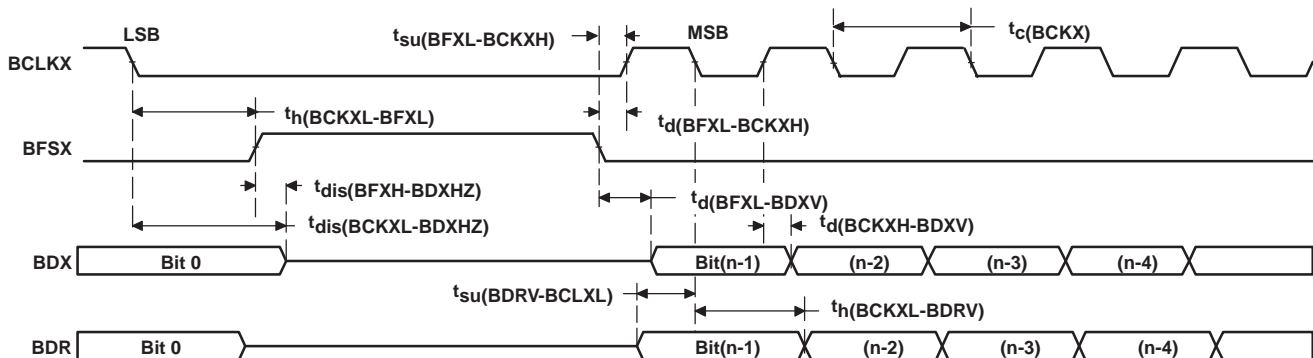 LSB
t su(BFXL-BCKXH)
MSB
t c(BCKX)
BCLKX
t h(BCKXL-BFXL)
t d(BFXL-BCKXH)
BFSX
t dis(BFXH-BDXHZ)
t d(BFXL-BDXV)
t dis(BCKXL-BDXHZ)
t d(BCKXH-BDXV)
BDX Bit 0 Bit(n-1) (n-2) (n-3) (n-4)
t su(BDRV-BCLXL)
t h(BCKXL-BDRV)
BDR Bit 0 Bit(n-1) (n-2) (n-3) (n-4)